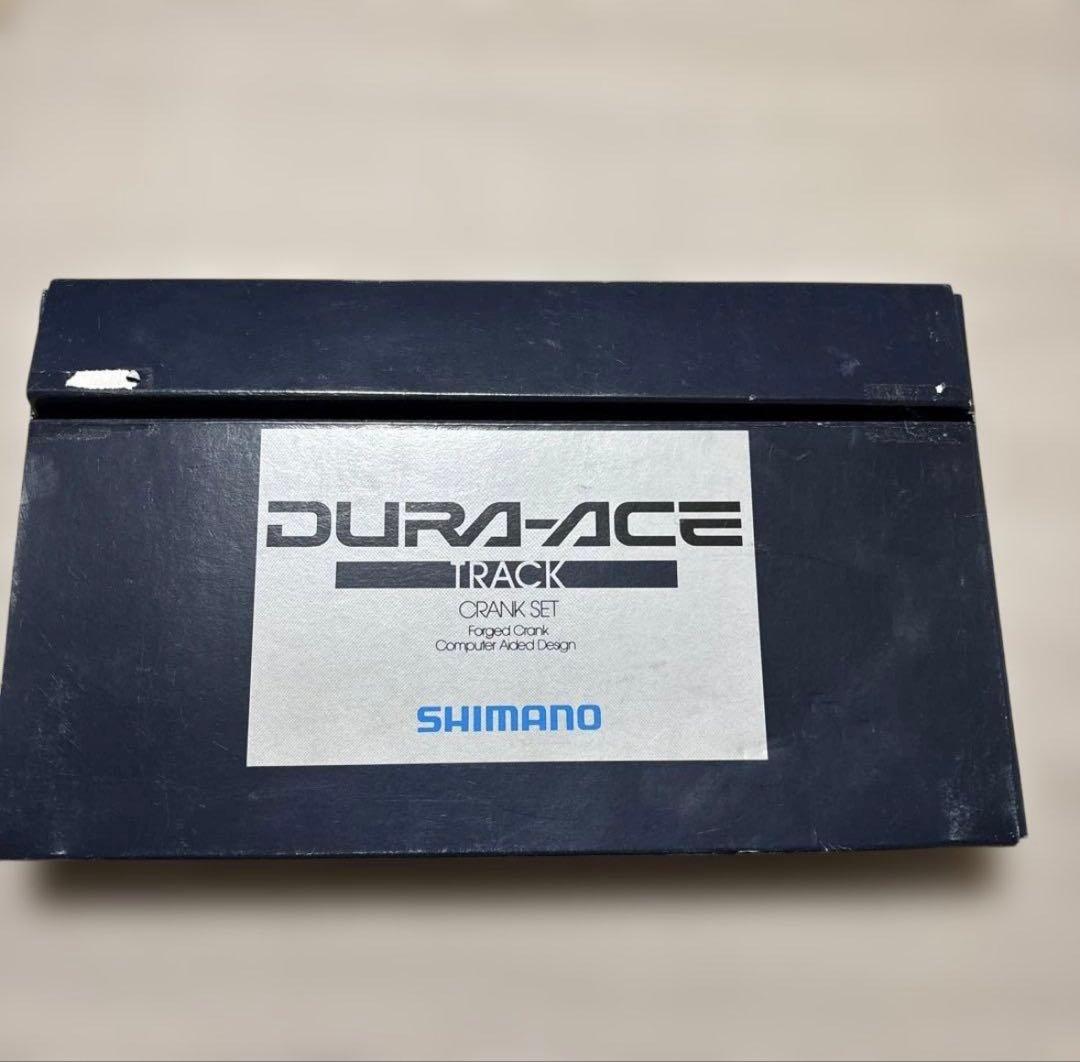 DURA-ACE
TRACK
CRANK SET
Forged Crank
Computer Aided Design
SHIMANO